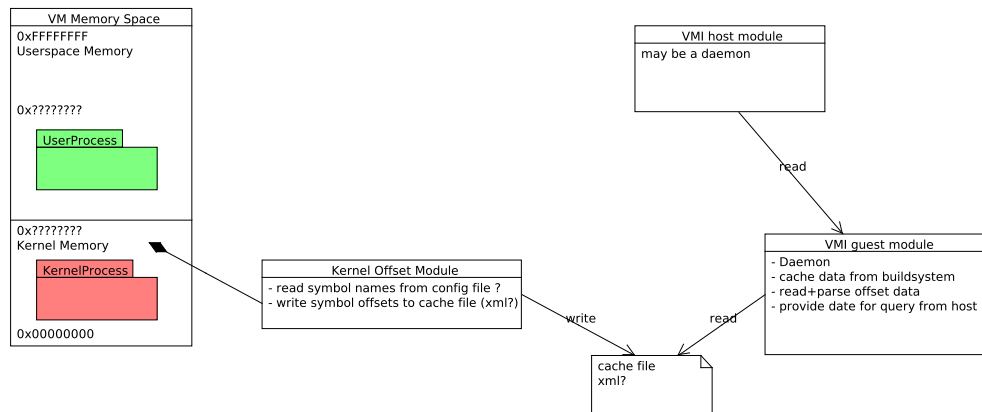 VM Memory Space
0xFFFFFFFF
Userspace Memory
0x????????
UserProcess
0x????????
Kernel Memory
KernelProcess
0x00000000
Kernel Offset Module
- read symbol names from config file ?
- write symbol offsets to cache file (xml?)
write
cache file
xml?
VMI host module
may be a daemon
read
VMI guest module
- Daemon
- cache data from buildsystem
- read+parse offset data
- provide date for query from host
read